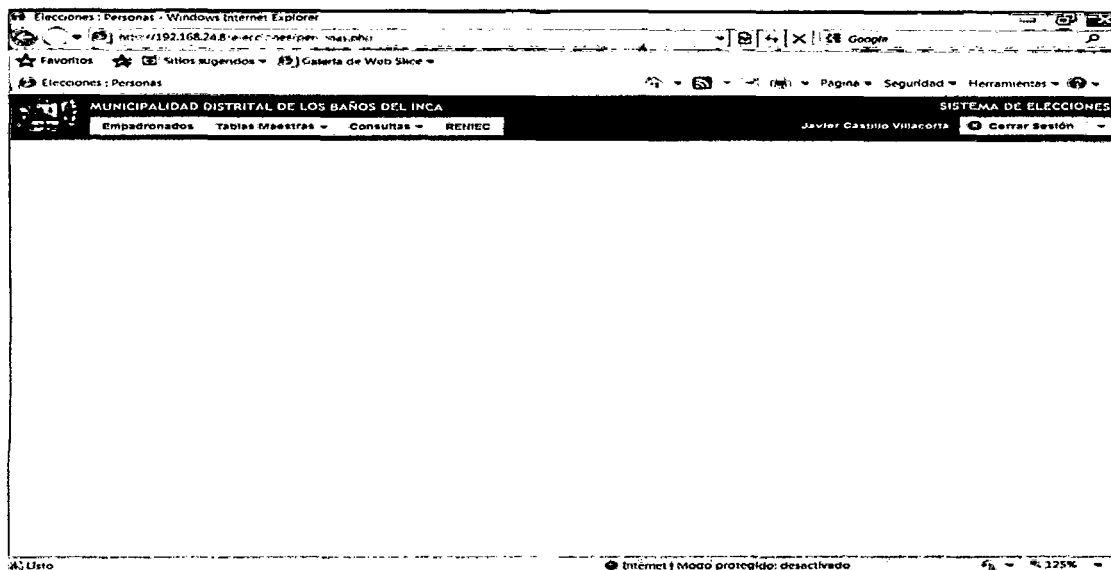 Elecciones : Personas - Windows Internet Explorer
Google
Favoritos Sitios sugeridos Galería de Web Slice
Elecciones : Personas Página Seguridad Herramientas
MUNICIPALIDAD DISTRITAL DE LOS BAÑOS DEL INCA SISTEMA DE ELECCIONES
Empadronados Tablas Maestras Consultas RENIEC Javier Castillo Villacorta Cerrar Sesión
Listo Internet | Modo protegido: desactivado 125%